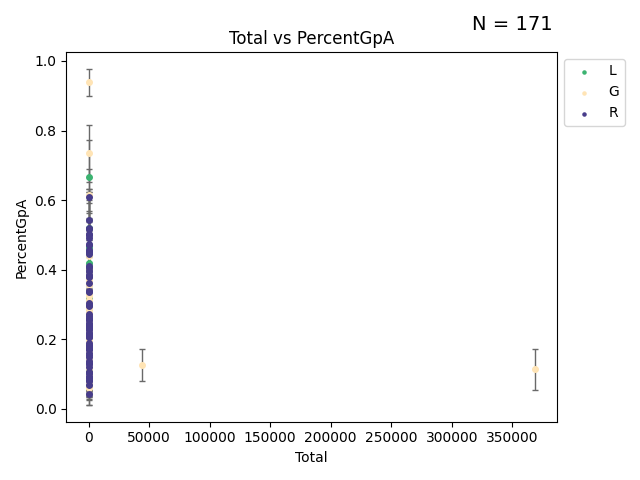 N = 171
Total vs PercentGpA
L
G
R
1.0
0.8
0.6
0.4
0.2
0.0
PercentGpA
0 50000 100000 150000 200000 250000 300000 350000
Total